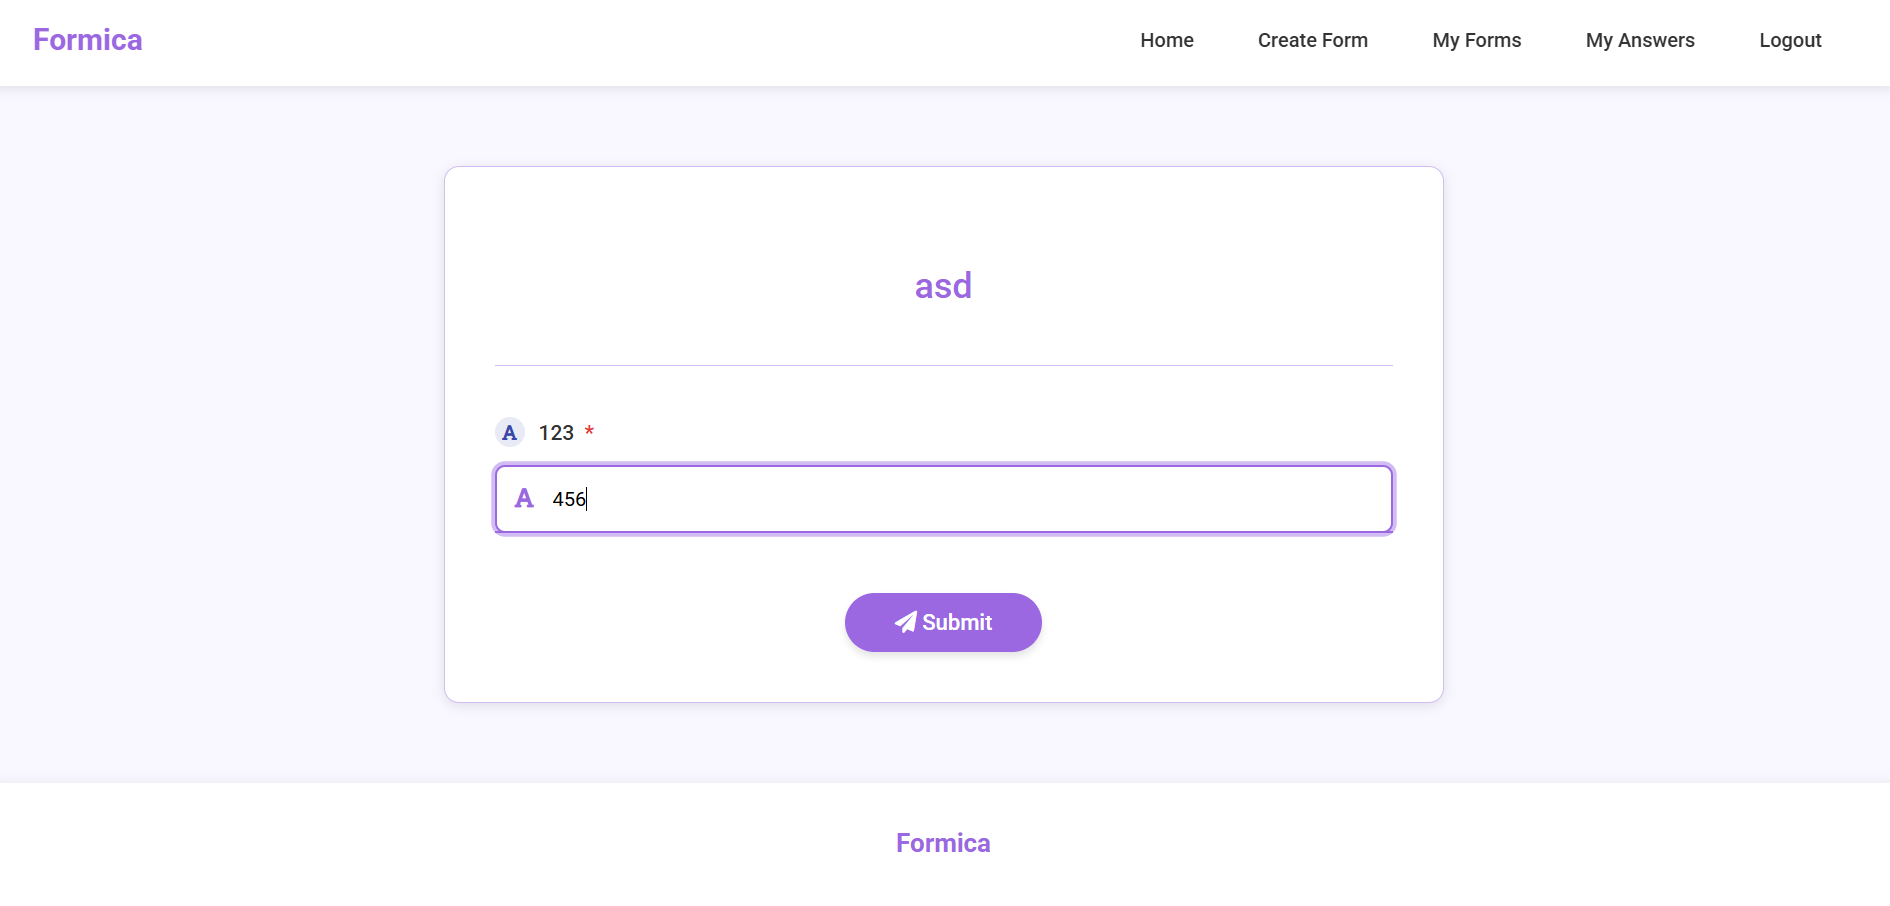 Formica
Home Create Form My Forms My Answers Logout
asd
A 123 *
A 456
Submit
Formica